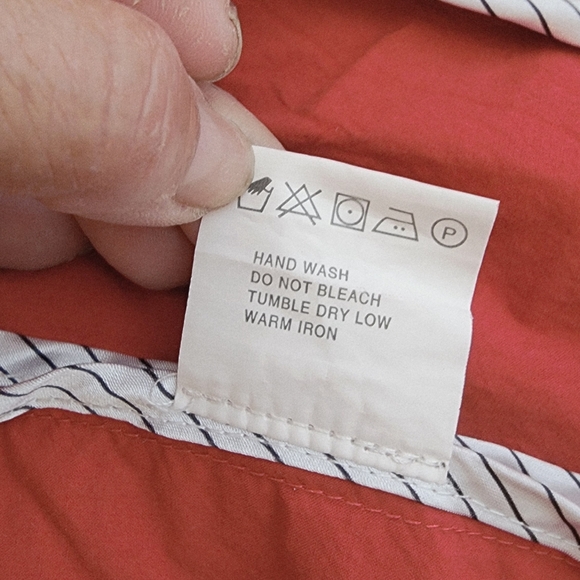 P
HAND WASH
DO NOT BLEACH
TUMBLE DRY LOW
WARM IRON